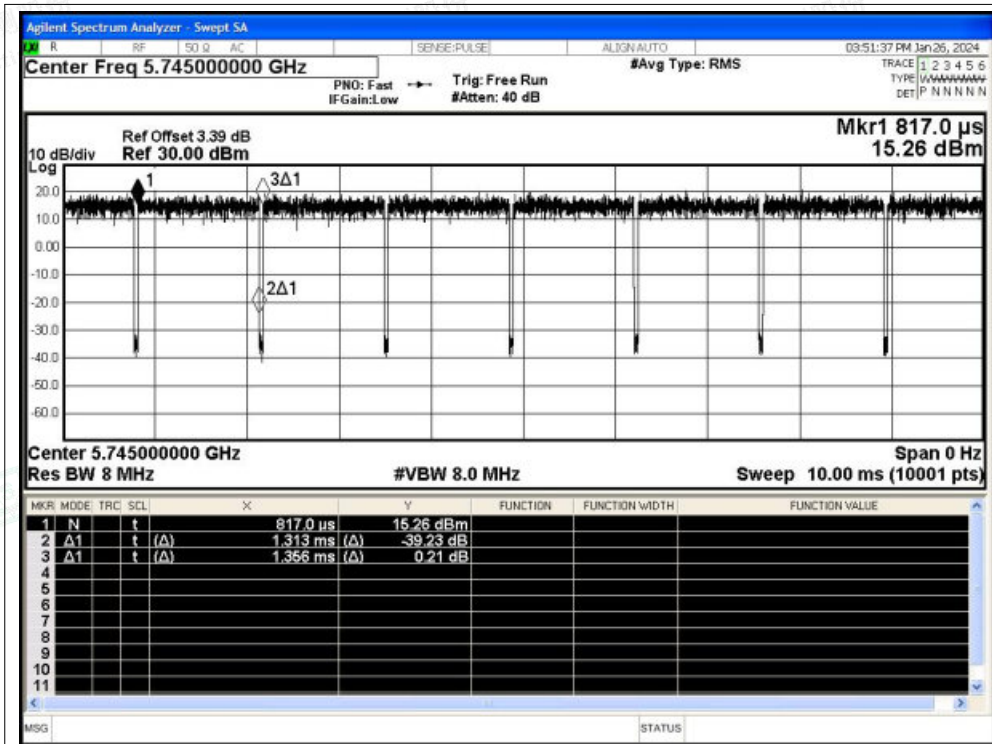 Agilent Spectrum Analyzer - Swept SA
LXI R RF 50 Ω AC SENSE:PULSE ALIGNAUTO 03:51:37 PM Jan 26, 2024
Center Freq 5.745000000 GHz #Avg Type: RMS TRACE 1 2 3 4 5 6
PNO: Fast Trig: Free Run TYPE WWWWWW
IFGain:Low #Atten: 40 dB DET P N N N N N
Mkr1 817.0 µs
Ref Offset 3.39 dB
10 dB/div Ref 30.00 dBm 15.26 dBm
Log
1 3Δ1
20.0
10.0
0.00
-10.0
2Δ1
-20.0
-30.0
-40.0
-50.0
-60.0
Center 5.745000000 GHz Span 0 Hz
Res BW 8 MHz #VBW 8.0 MHz Sweep 10.00 ms (10001 pts)
MKR MODE TRC SCL X Y FUNCTION FUNCTION WIDTH FUNCTION VALUE
1 N t 817.0 µs 15.26 dBm
2 Δ1 t (Δ) 1.313 ms (Δ) -39.23 dB
3 Δ1 t (Δ) 1.356 ms (Δ) 0.21 dB
4
5
6
7
8
9
10
11
MSG STATUS